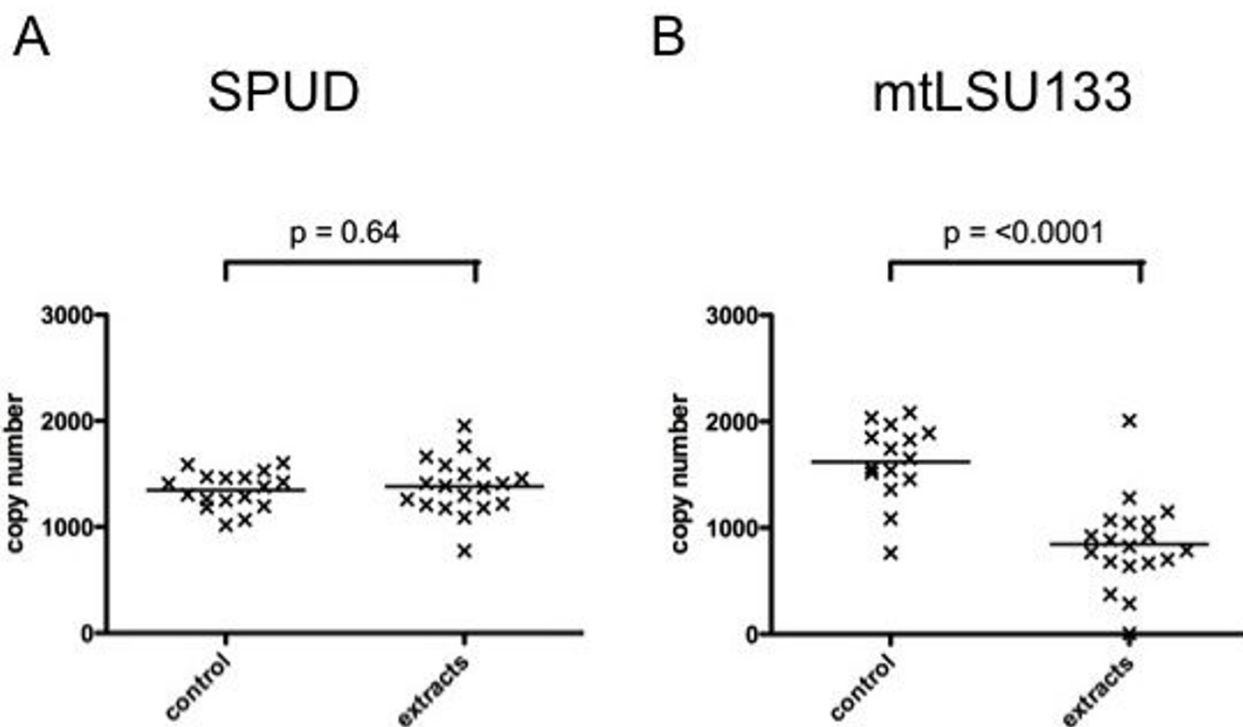 A
SPUD
p = 0.64
3000
2000
1000
0
copy number
control
extracts
B
mtLSU133
p = <0.0001
3000
2000
1000
0
copy number
control
extracts